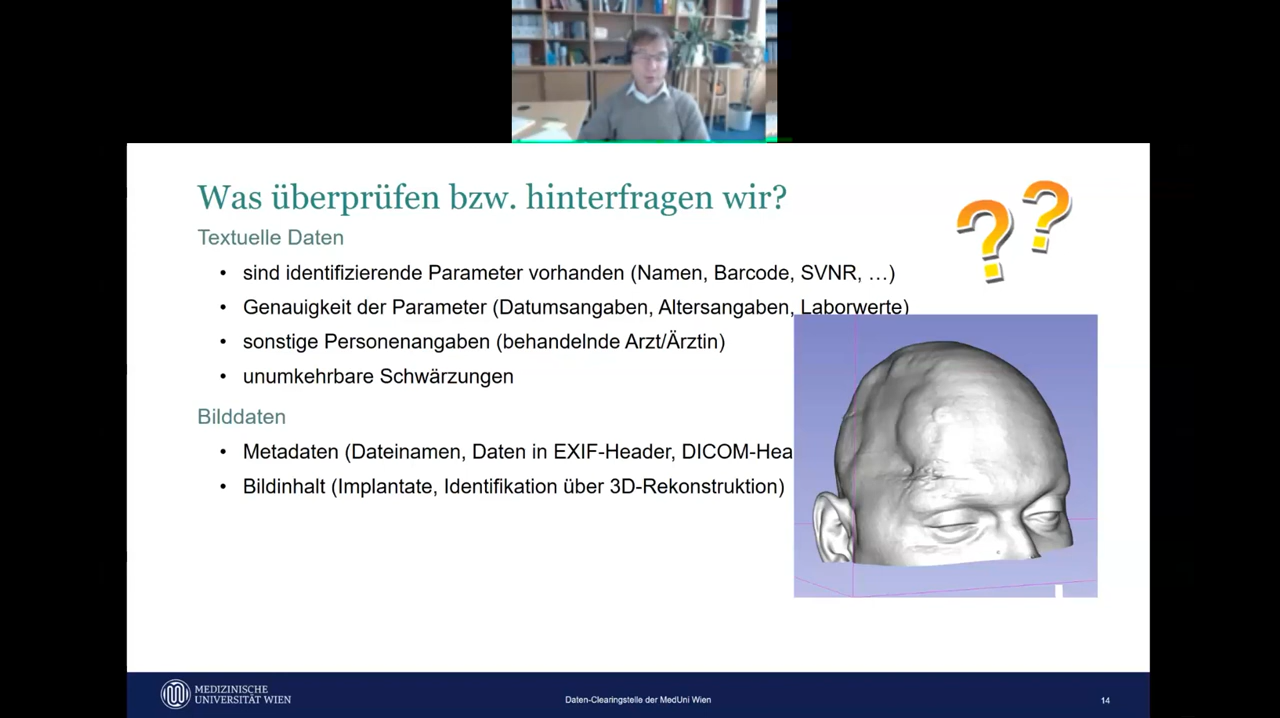 Was überprüfen bzw. hinterfragen wir?
Textuelle Daten
• sind identifizierende Parameter vorhanden (Namen, Barcode, SVNR, …)
• Genauigkeit der Parameter (Datumsangaben, Altersangaben, Laborwerte)
• sonstige Personenangaben (behandelnde Arzt/Ärztin)
• unumkehrbare Schwärzungen
Bilddaten
• Metadaten (Dateinamen, Daten in EXIF-Header, DICOM-Hea
• Bildinhalt (Implantate, Identifikation über 3D-Rekonstruktion)
??
MEDIZINISCHE
UNIVERSITÄT WIEN
Daten-Clearingstelle der MedUni Wien
14